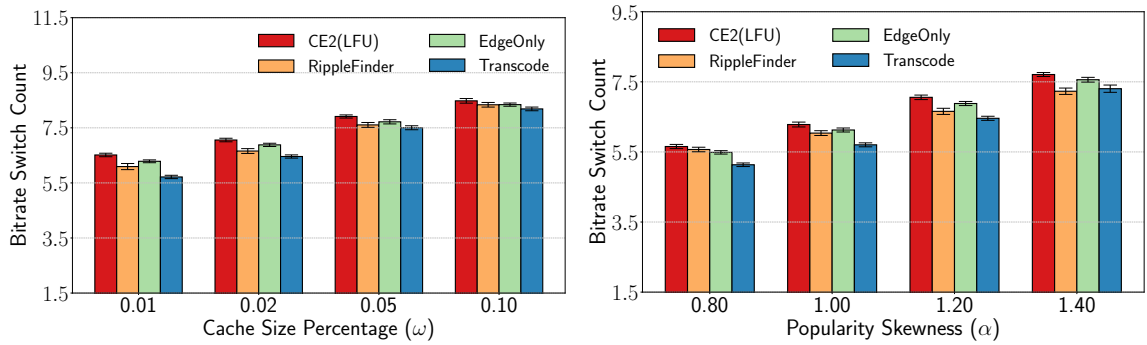 11.5
9.5
7.5
5.5
3.5
1.5
Bitrate Switch Count
CE2(LFU)
RippleFinder
EdgeOnly
Transcode
0.01
0.02
0.05
0.10
Cache Size Percentage (ω)
9.5
7.5
5.5
3.5
1.5
Bitrate Switch Count
CE2(LFU)
RippleFinder
EdgeOnly
Transcode
0.80
1.00
1.20
1.40
Popularity Skewness (α)